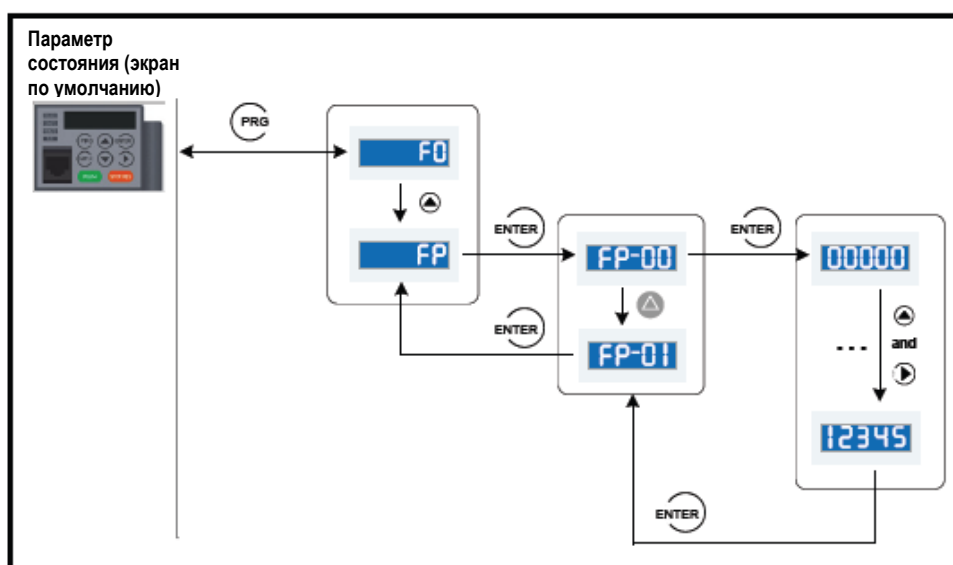 Параметр
состояния (экран
по умолчанию)
PRG
F0
FP
ENTER
FP-00
ENTER
00000
ENTER
FP-01
...
and
12345
ENTER